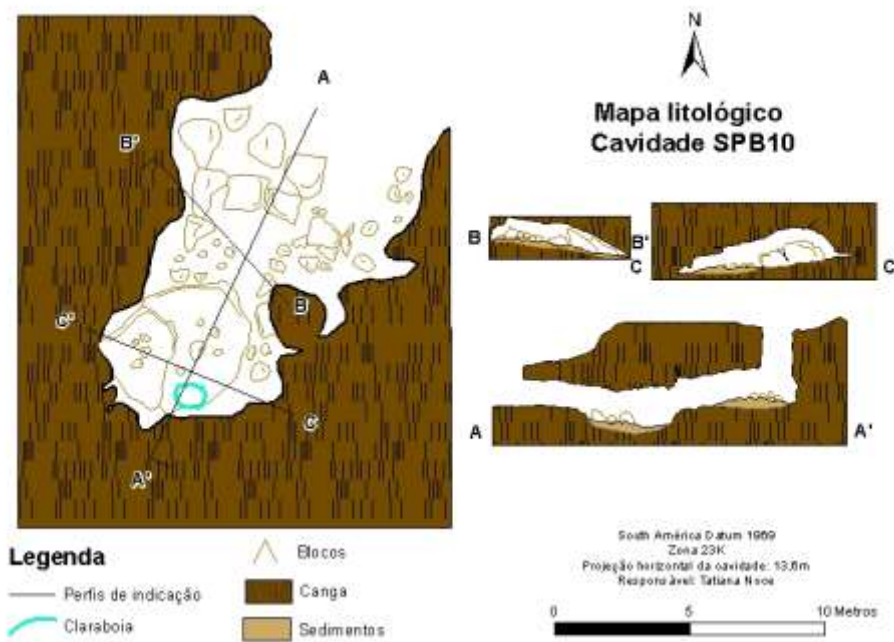 A
B'
B
C'
C
A'
Mapa litológico
Cavidade SPB10
B
B'
C
C
A
A'
Legenda
Perfis de indicação
Claraboia
Blocos
Canga
Sedimentos
South América Datum 1969
Zona 23K
Projeção horizontal da cavidade: 13,6m
Responsável: Tatiana Noce
0
5
10 Metros